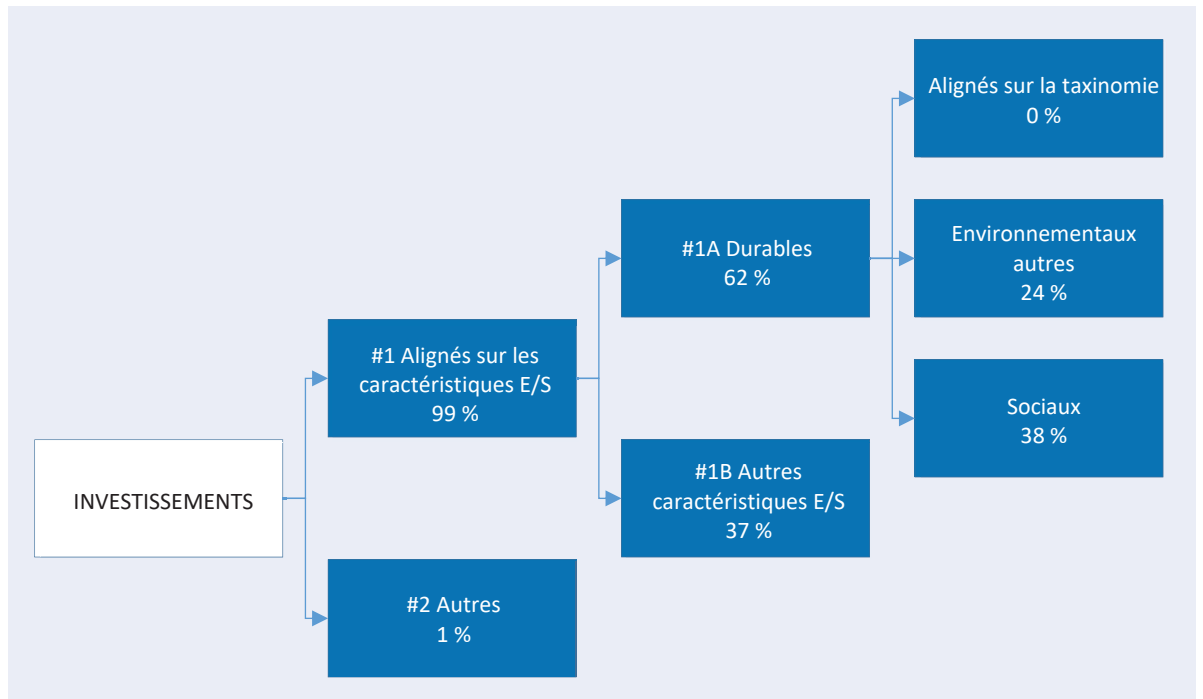 INVESTISSEMENTS
#1 Alignés sur les
caractéristiques E/S
99 %
#2 Autres
1 %
#1A Durables
62 %
#1B Autres
caractéristiques E/S
37 %
Alignés sur la taxinomie
0 %
Environnementaux
autres
24 %
Sociaux
38 %